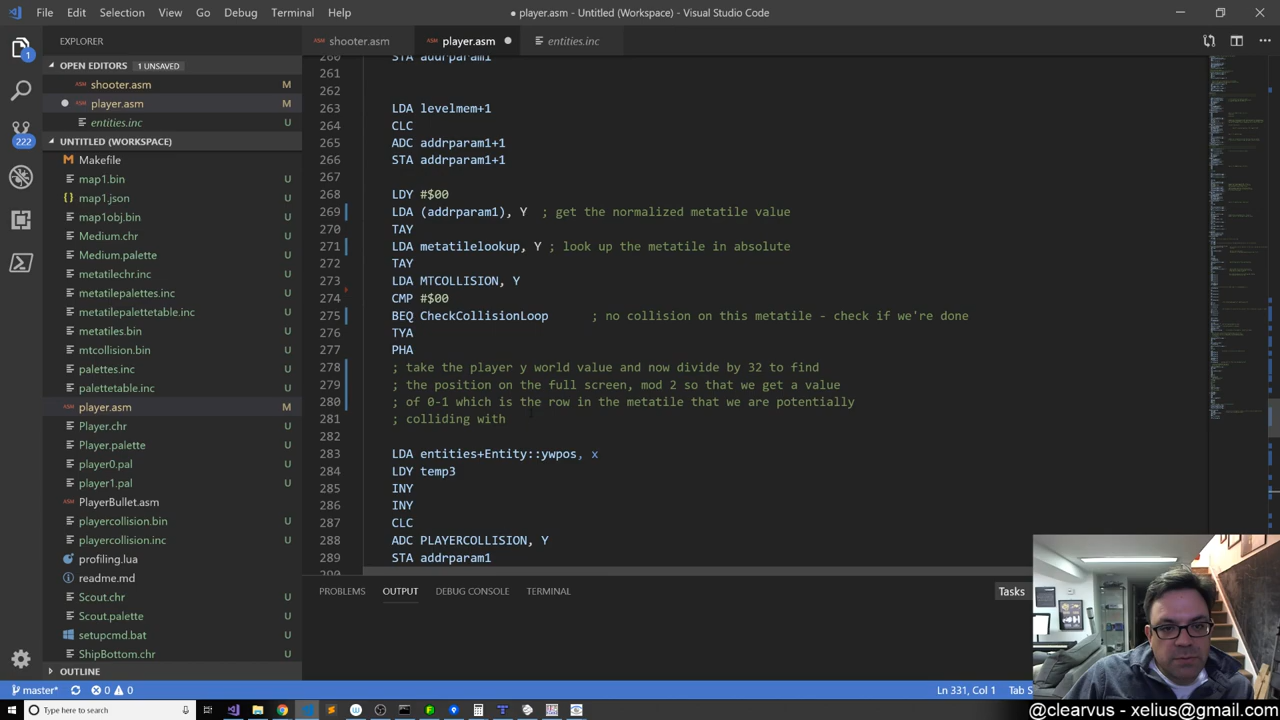 File Edit Selection View Go Debug Terminal Help
● player.asm - Untitled (Workspace) - Visual Studio Code
EXPLORER
shooter.asm
player.asm
entities.inc
OPEN EDITORS 1 UNSAVED
shooter.asm M
player.asm M
entities.inc U
UNTITLED (WORKSPACE)
Makefile
map1.bin U
map1.json U
map1obj.bin U
Medium.chr U
Medium.palette U
metatilechr.inc U
metatilepalettes.inc U
metatilepalettetable.inc U
metatiles.bin U
mtcollision.bin U
palettes.inc U
palettetable.inc U
player.asm M
Player.chr U
Player.palette U
player0.pal U
player1.pal U
PlayerBullet.asm
playercollision.bin U
playercollision.inc U
profiling.lua
readme.md
Scout.chr U
Scout.palette U
setupcmd.bat
ShipBottom.chr U
OUTLINE
1
222
260 STA addrparam1
261
262
263 LDA levelmem+1
264 CLC
265 ADC addrparam1+1
266 STA addrparam1+1
267
268 LDY #$00
269 LDA (addrparam1), Y ; get the normalized metatile value
270 TAY
271 LDA metatilelookup, Y ; look up the metatile in absolute
272 TAY
273 LDA MTCOLLISION, Y
274 CMP #$00
275 BEQ CheckCollisionLoop ; no collision on this metatile - check if we're done
276 TYA
277 PHA
278 ; take the player y world value and now divide by 32 to find
279 ; the position on the full screen, mod 2 so that we get a value
280 ; of 0-1 which is the row in the metatile that we are potentially
281 ; colliding with
282
283 LDA entities+Entity::ywpos, x
284 LDY temp3
285 INY
286 INY
287 CLC
288 ADC PLAYERCOLLISION, Y
289 STA addrparam1
290
PROBLEMS OUTPUT DEBUG CONSOLE TERMINAL
Tasks
master* 0 0
Ln 331, Col 1
Type here to search
@clearvus - xelius@gmail.com